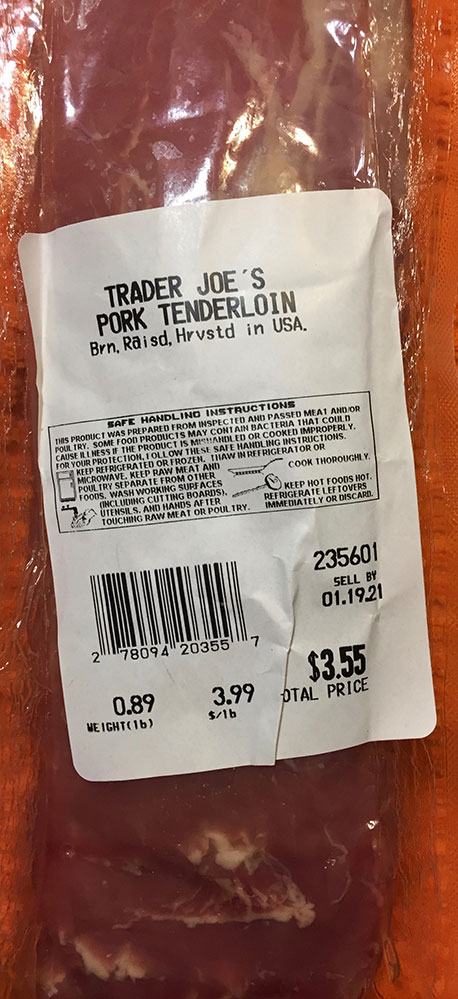 TRADER JOE'S
PORK TENDERLOIN
Brn, Raisd, Hrvstd in USA.
SAFE HANDLING INSTRUCTIONS
THIS PRODUCT WAS PREPARED FROM INSPECTED AND PASSED MEAT AND/OR
POULTRY. SOME FOOD PRODUCTS MAY CONTAIN BACTERIA THAT COULD
CAUSE ILLNESS IF THE PRODUCT IS MISHANDLED OR COOKED IMPROPERLY.
FOR YOUR PROTECTION, FOLLOW THESE SAFE HANDLING INSTRUCTIONS.
KEEP REFRIGERATED OR FROZEN. THAW IN REFRIGERATOR OR
MICROWAVE. KEEP RAW MEAT AND
POULTRY SEPARATE FROM OTHER
FOODS. WASH WORKING SURFACES
(INCLUDING CUTTING BOARDS),
UTENSILS, AND HANDS AFTER
TOUCHING RAW MEAT OR POULTRY.
COOK THOROUGHLY.
KEEP HOT FOODS HOT.
REFRIGERATE LEFTOVERS
IMMEDIATELY OR DISCARD.
235601
SELL BY
01.19.21
2 78094 20355 7
$3.55
OTAL PRICE
0.89
WEIGHT(lb)
3.99
$/lb